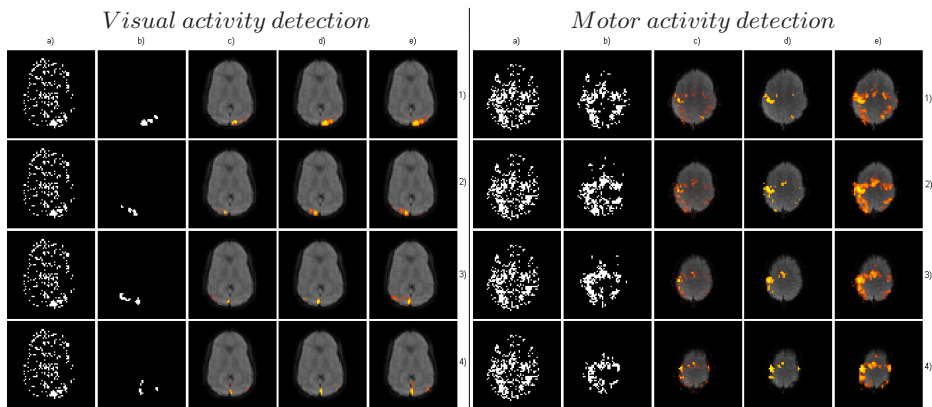 Visual activity detection
Motor activity detection
a) b) c) d) e)
a) b) c) d) e)
1) 1)
2) 2)
3) 3)
4) 4)